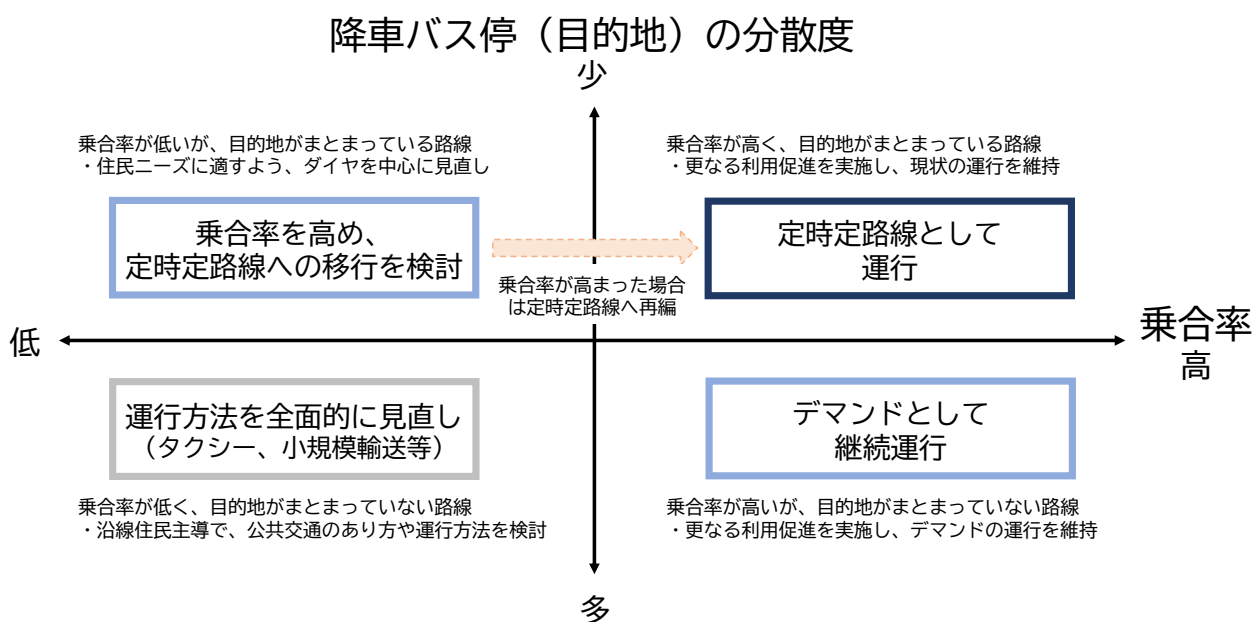 降車バス停（目的地）の分散度
少
乗合率が低いが、目的地がまとまっている路線
・住民ニーズに適すよう、ダイヤを中心に見直し
乗合率を高め、
定時定路線への移行を検討
乗合率が高まった場合
は定時定路線へ再編
乗合率が高く、目的地がまとまっている路線
・更なる利用促進を実施し、現状の運行を維持
定時定路線として
運行
低
乗合率
高
運行方法を全面的に見直し
（タクシー、小規模輸送等）
乗合率が低く、目的地がまとまっていない路線
・沿線住民主導で、公共交通のあり方や運行方法を検討
デマンドとして
継続運行
乗合率が高いが、目的地がまとまっていない路線
・更なる利用促進を実施し、デマンドの運行を維持
多